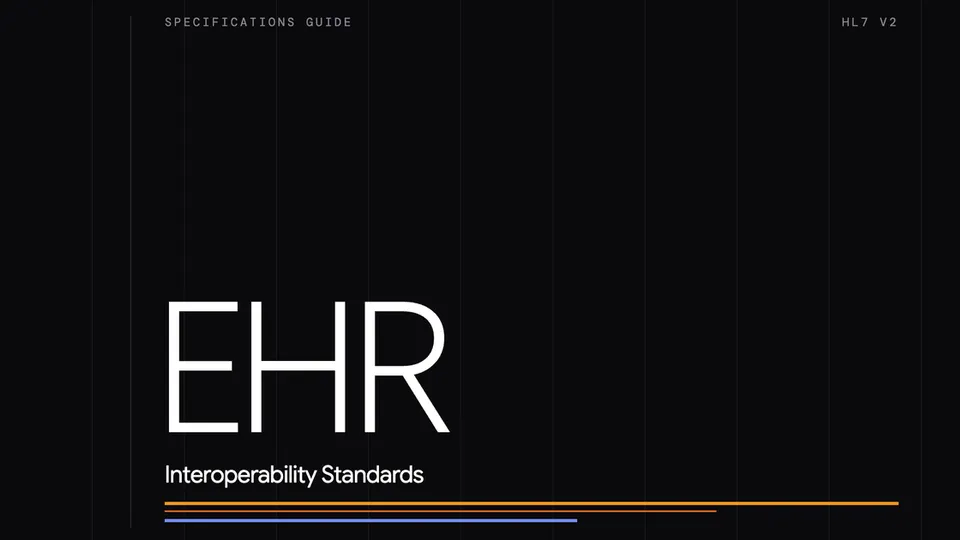 SPECIFICATIONS GUIDE
HL7 V2
EHR
Interoperability Standards